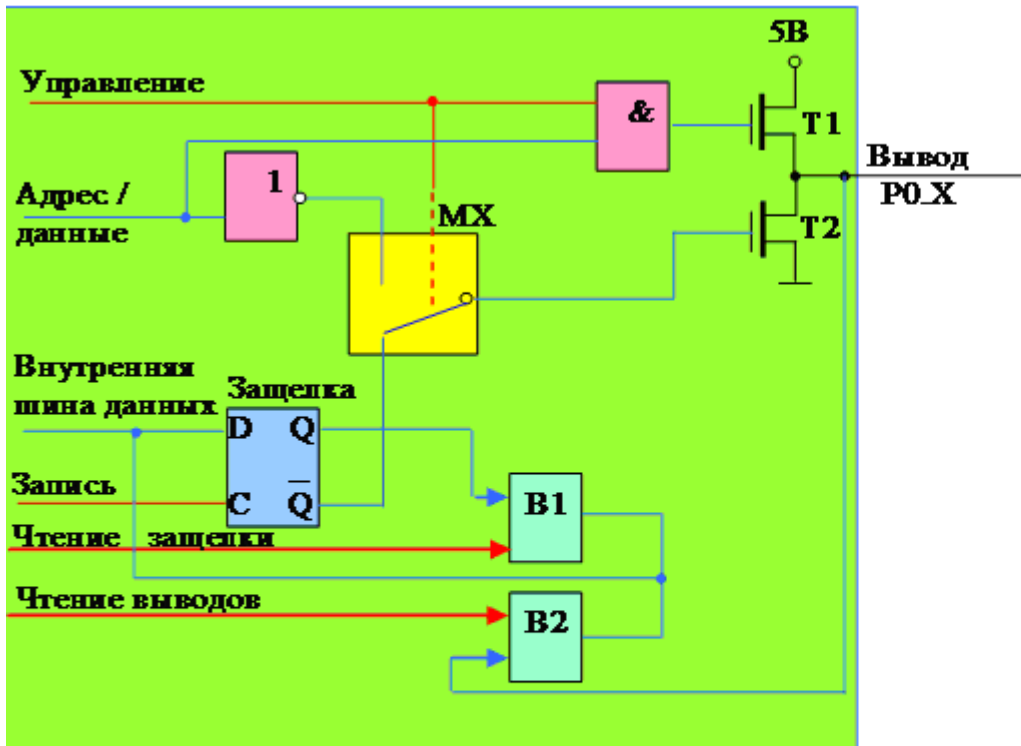 5В
Управление
&
T1
Вывод
P0_X
1
Адрес /
данные
MX
T2
Внутренняя
шина данных
Защелка
D Q
Запись
C Q̅
B1
Чтение защелки
Чтение выводов
B2